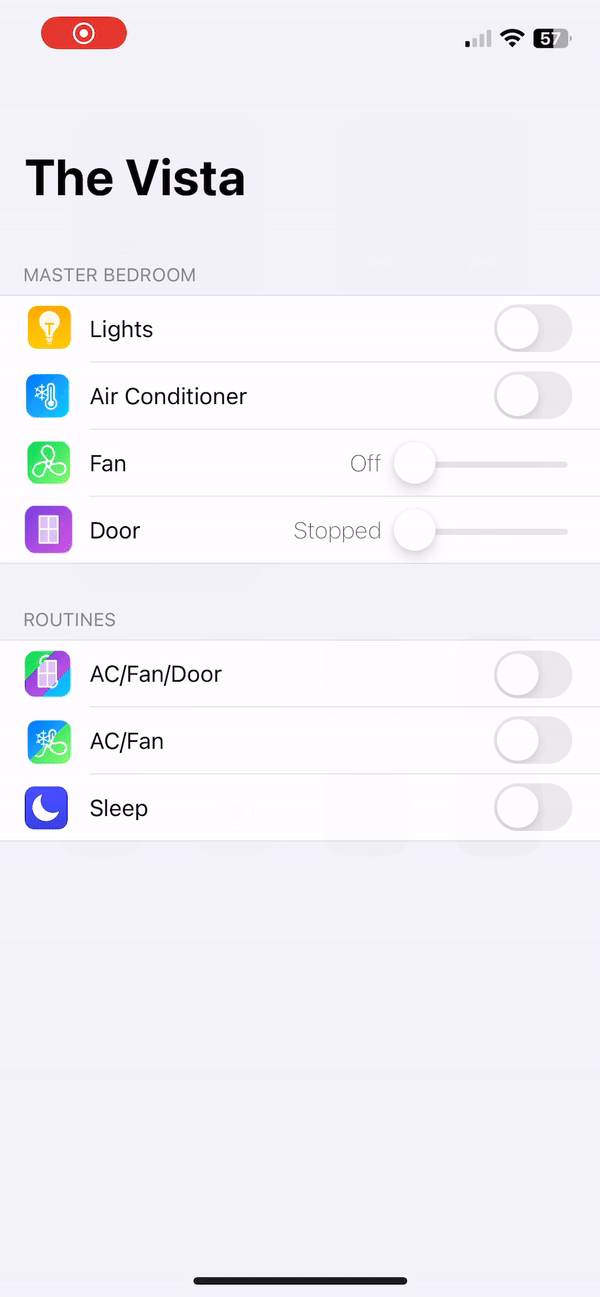 57
The Vista
MASTER BEDROOM
Lights
Air Conditioner
Fan Off
Door Stopped
ROUTINES
AC/Fan/Door
AC/Fan
Sleep